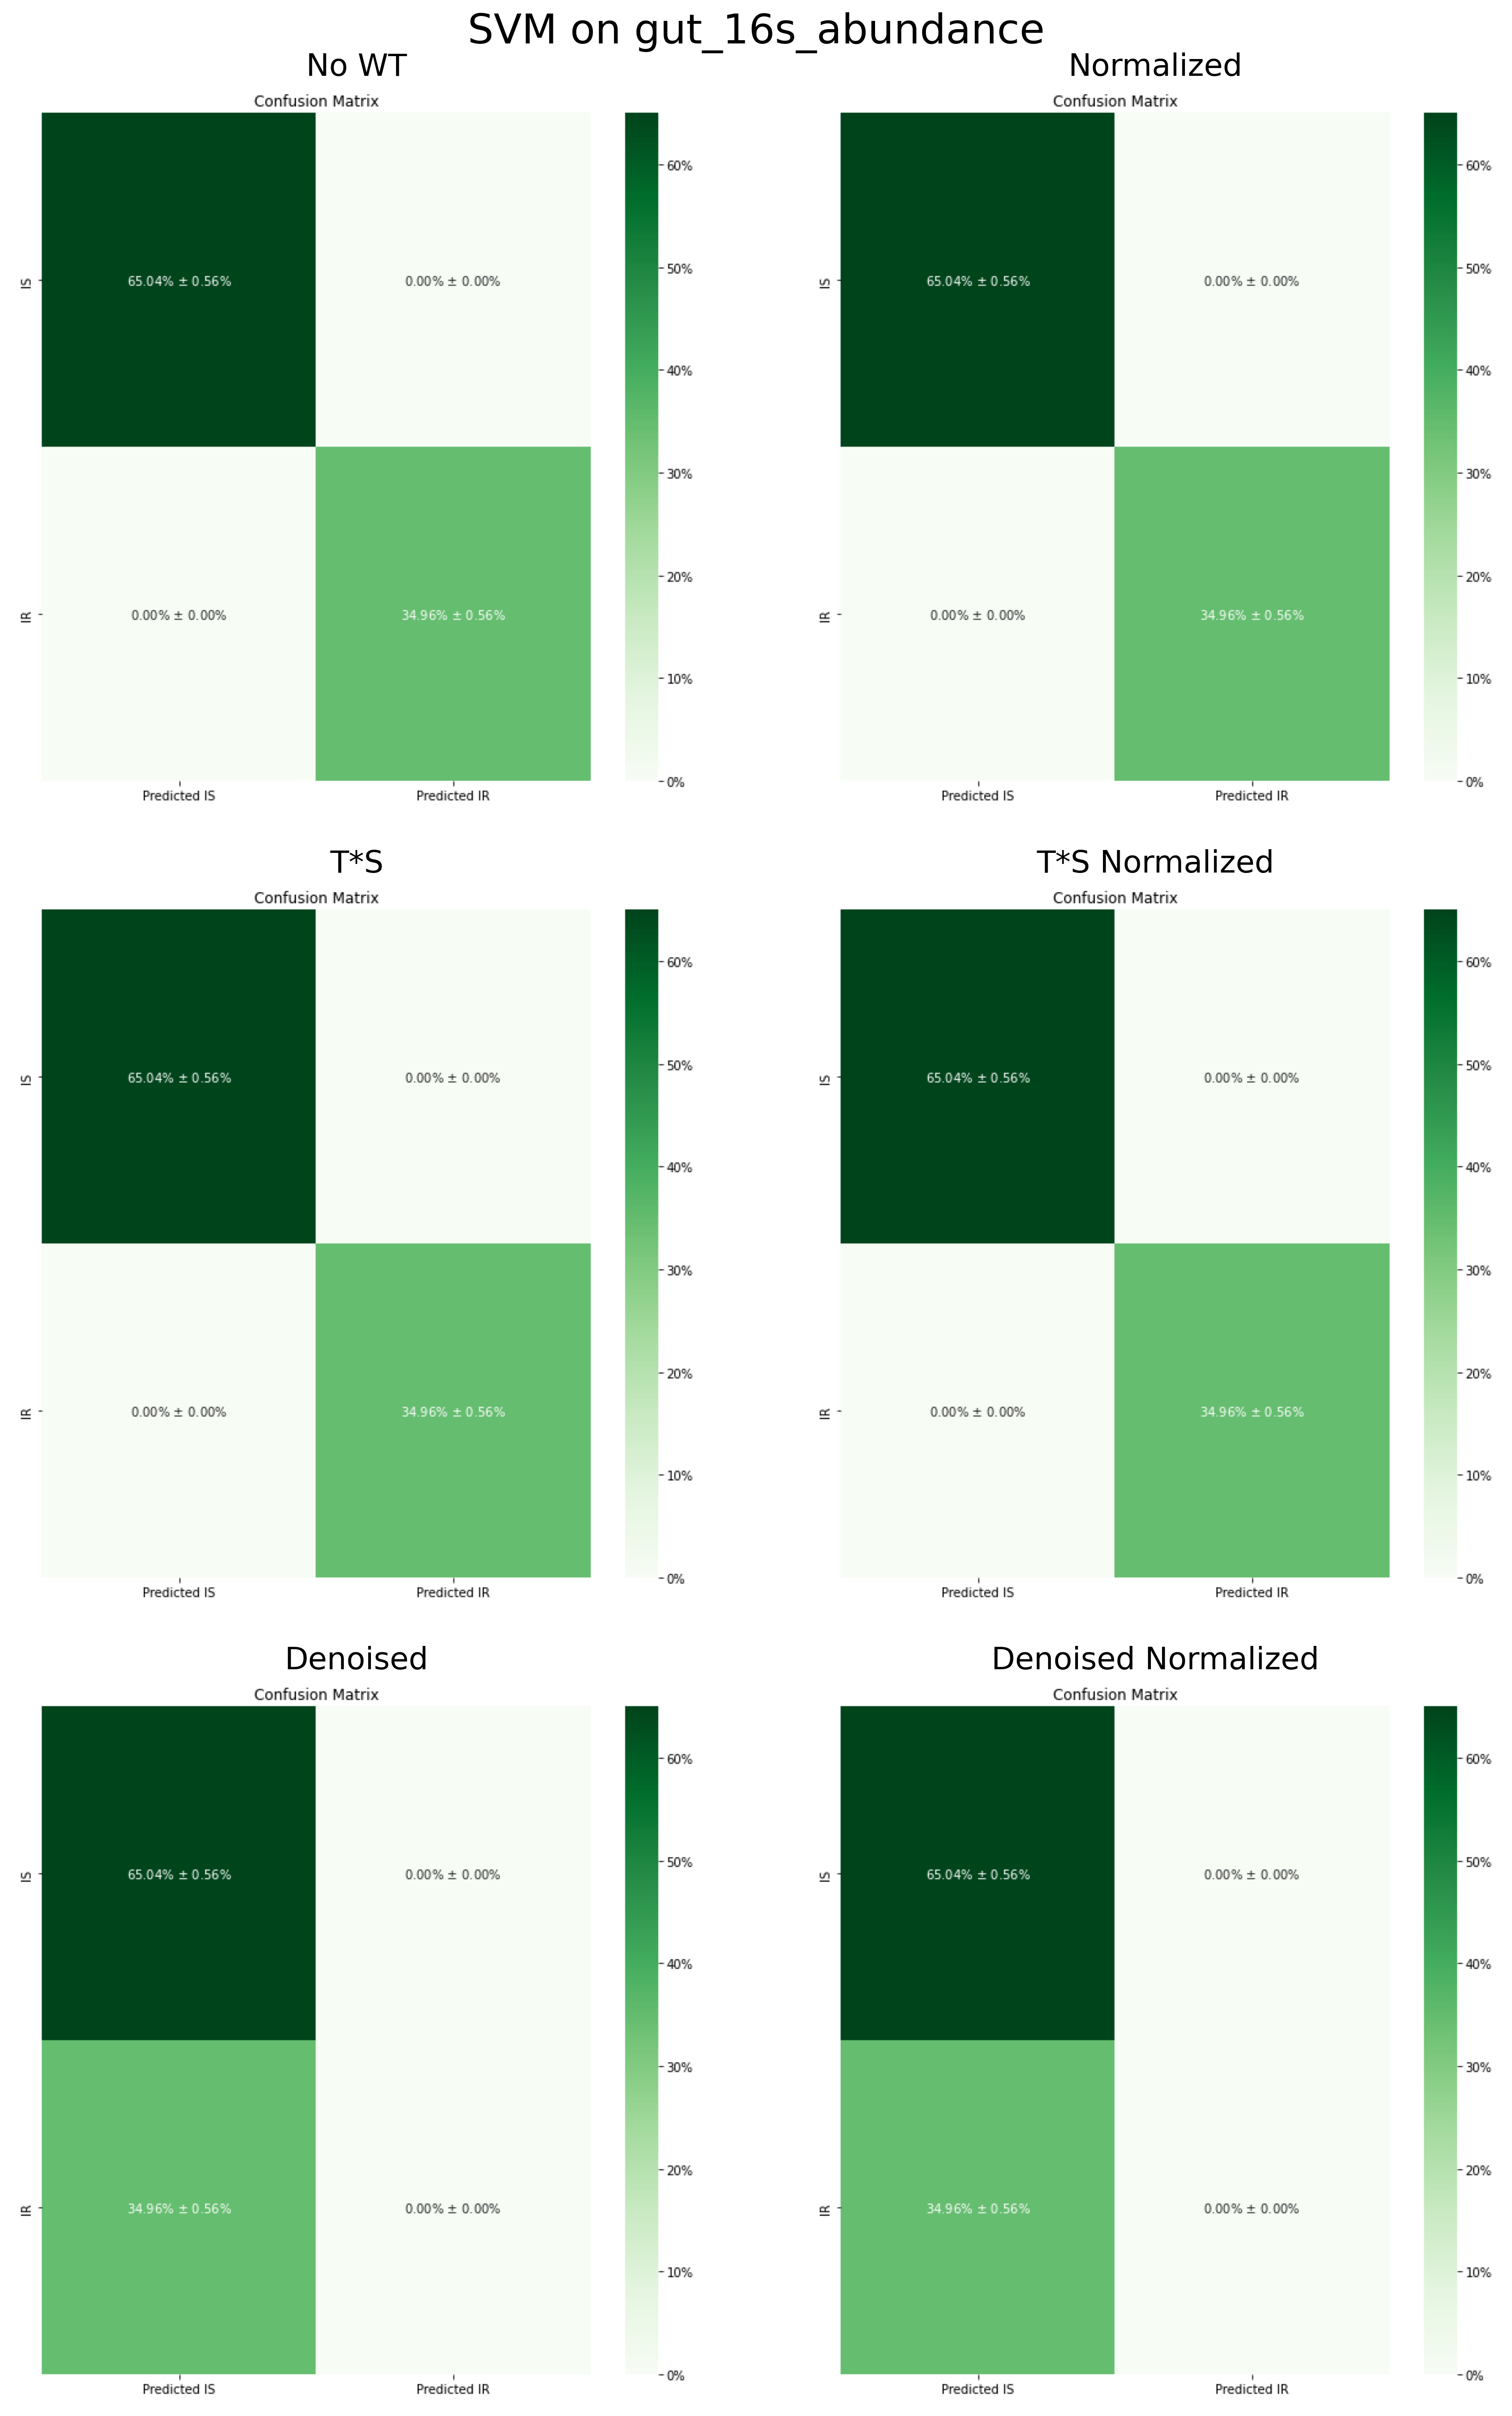 SVM on gut_16s_abundance
No WT
Confusion Matrix
IS
65.04% ± 0.56%
0.00% ± 0.00%
IR
0.00% ± 0.00%
34.96% ± 0.56%
Predicted IS
Predicted IR
60%
50%
40%
30%
20%
10%
0%
Normalized
Confusion Matrix
IS
65.04% ± 0.56%
0.00% ± 0.00%
IR
0.00% ± 0.00%
34.96% ± 0.56%
Predicted IS
Predicted IR
60%
50%
40%
30%
20%
10%
0%
T*S
Confusion Matrix
IS
65.04% ± 0.56%
0.00% ± 0.00%
IR
0.00% ± 0.00%
34.96% ± 0.56%
Predicted IS
Predicted IR
60%
50%
40%
30%
20%
10%
0%
T*S Normalized
Confusion Matrix
IS
65.04% ± 0.56%
0.00% ± 0.00%
IR
0.00% ± 0.00%
34.96% ± 0.56%
Predicted IS
Predicted IR
60%
50%
40%
30%
20%
10%
0%
Denoised
Confusion Matrix
IS
65.04% ± 0.56%
0.00% ± 0.00%
IR
34.96% ± 0.56%
0.00% ± 0.00%
Predicted IS
Predicted IR
60%
50%
40%
30%
20%
10%
0%
Denoised Normalized
Confusion Matrix
IS
65.04% ± 0.56%
0.00% ± 0.00%
IR
34.96% ± 0.56%
0.00% ± 0.00%
Predicted IS
Predicted IR
60%
50%
40%
30%
20%
10%
0%